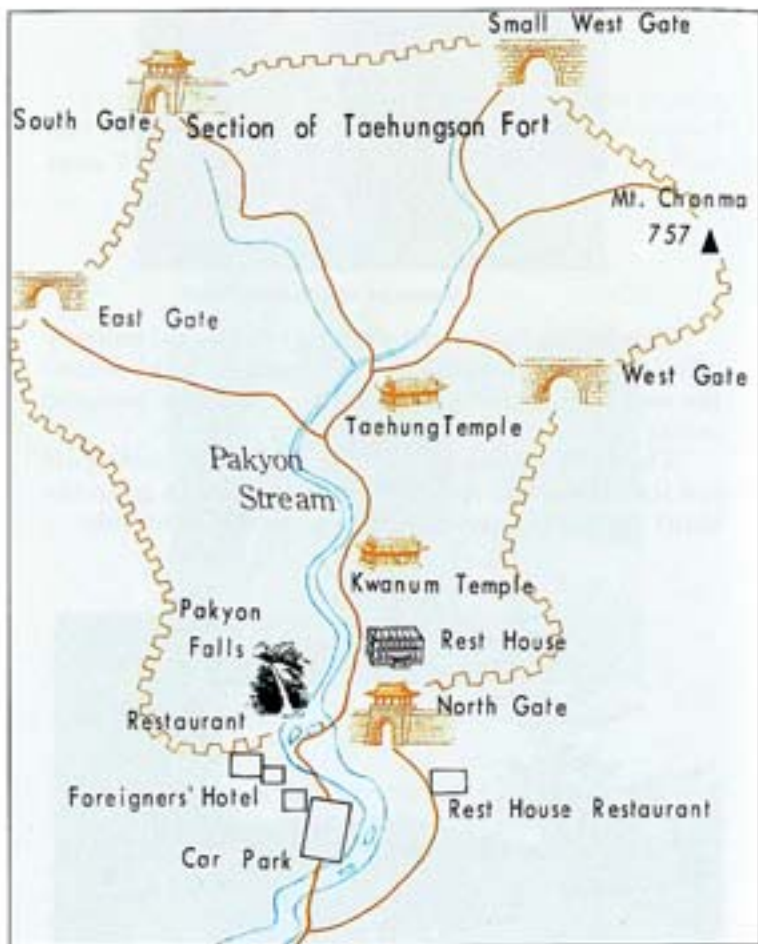 Small West Gate
South Gate
Section of Taehungsan Fort
Mt. Chonma
757
East Gate
West Gate
Taehung Temple
Pakyon
Stream
Kwanum Temple
Pakyon
Falls
Rest House
Restaurant
North Gate
Foreigners' Hotel
Rest House Restaurant
Car Park